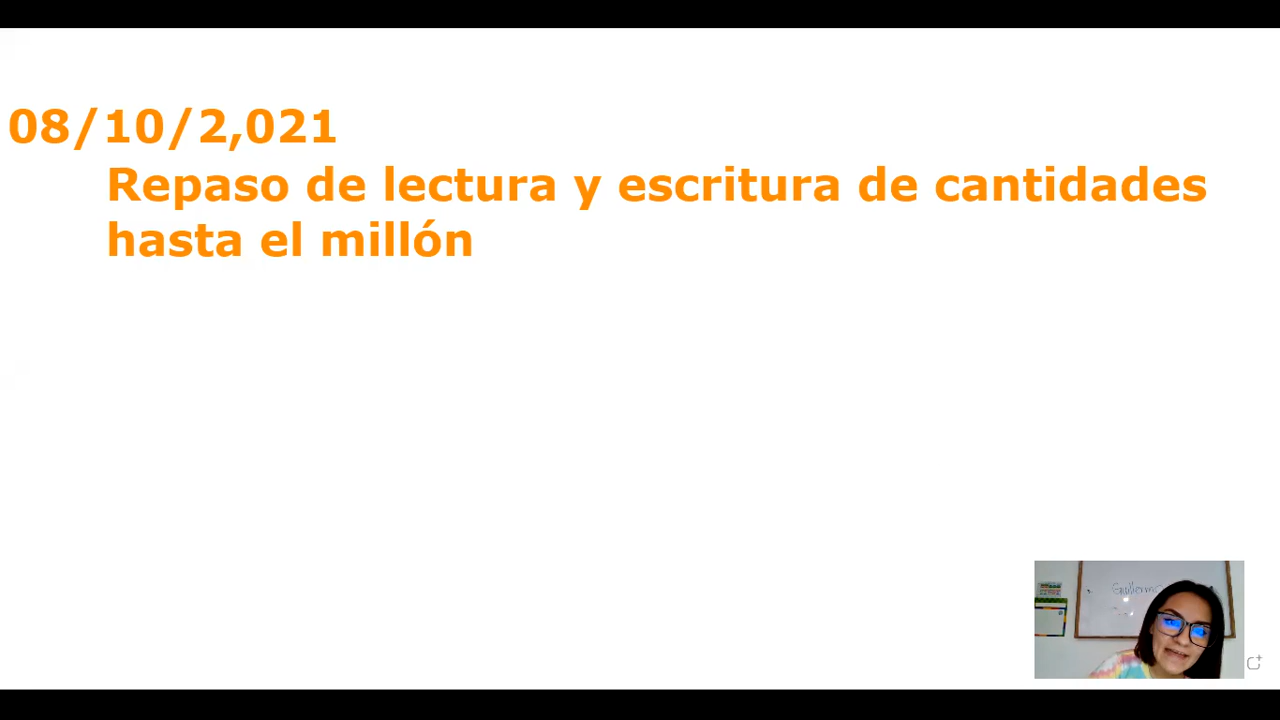 08/10/2,021
Repaso de lectura y escritura de cantidades
hasta el millón